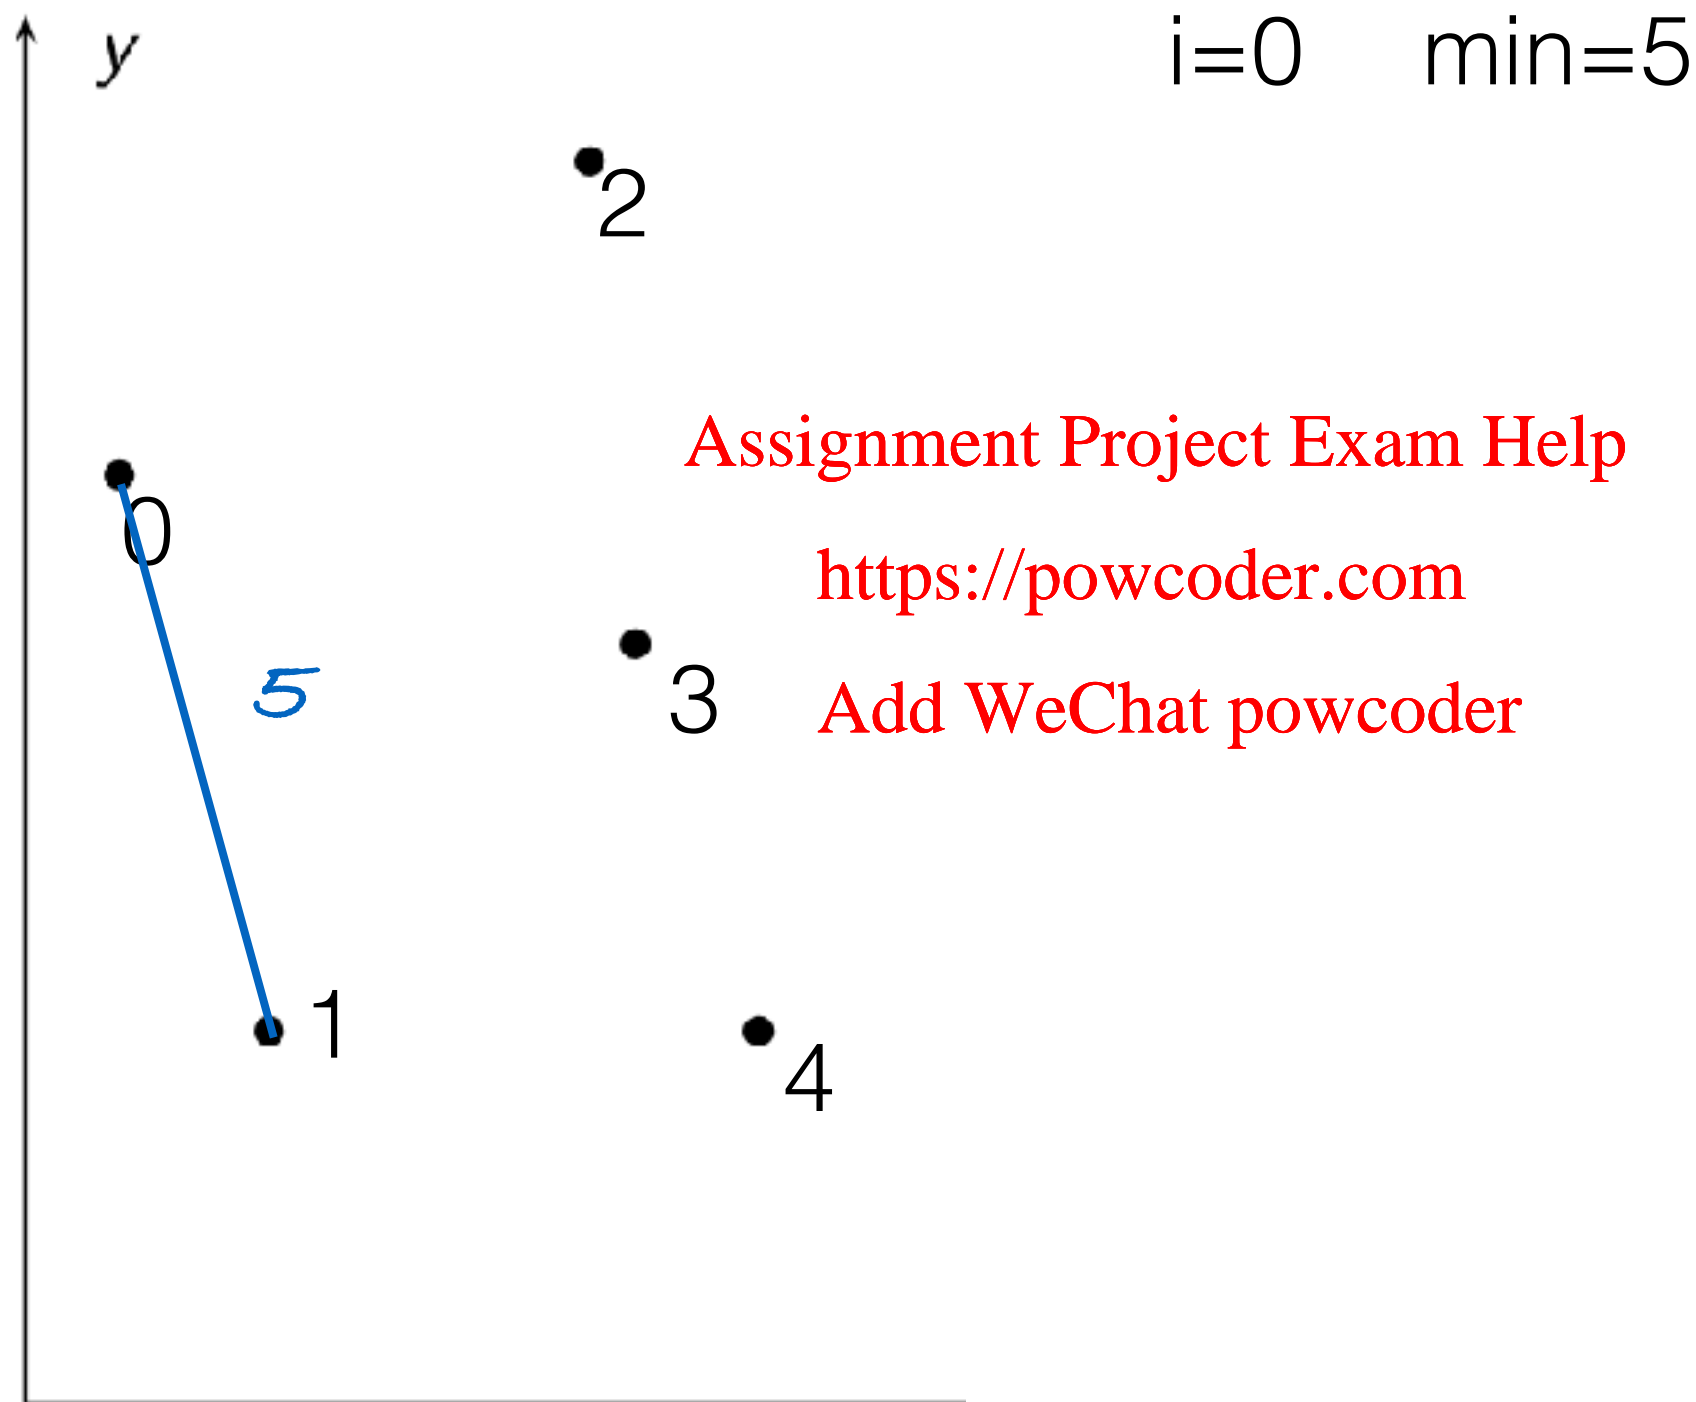 y
i=0 min=5
2
Assignment Project Exam Help
0
https://powcoder.com
3
5
Add WeChat powcoder
1
4